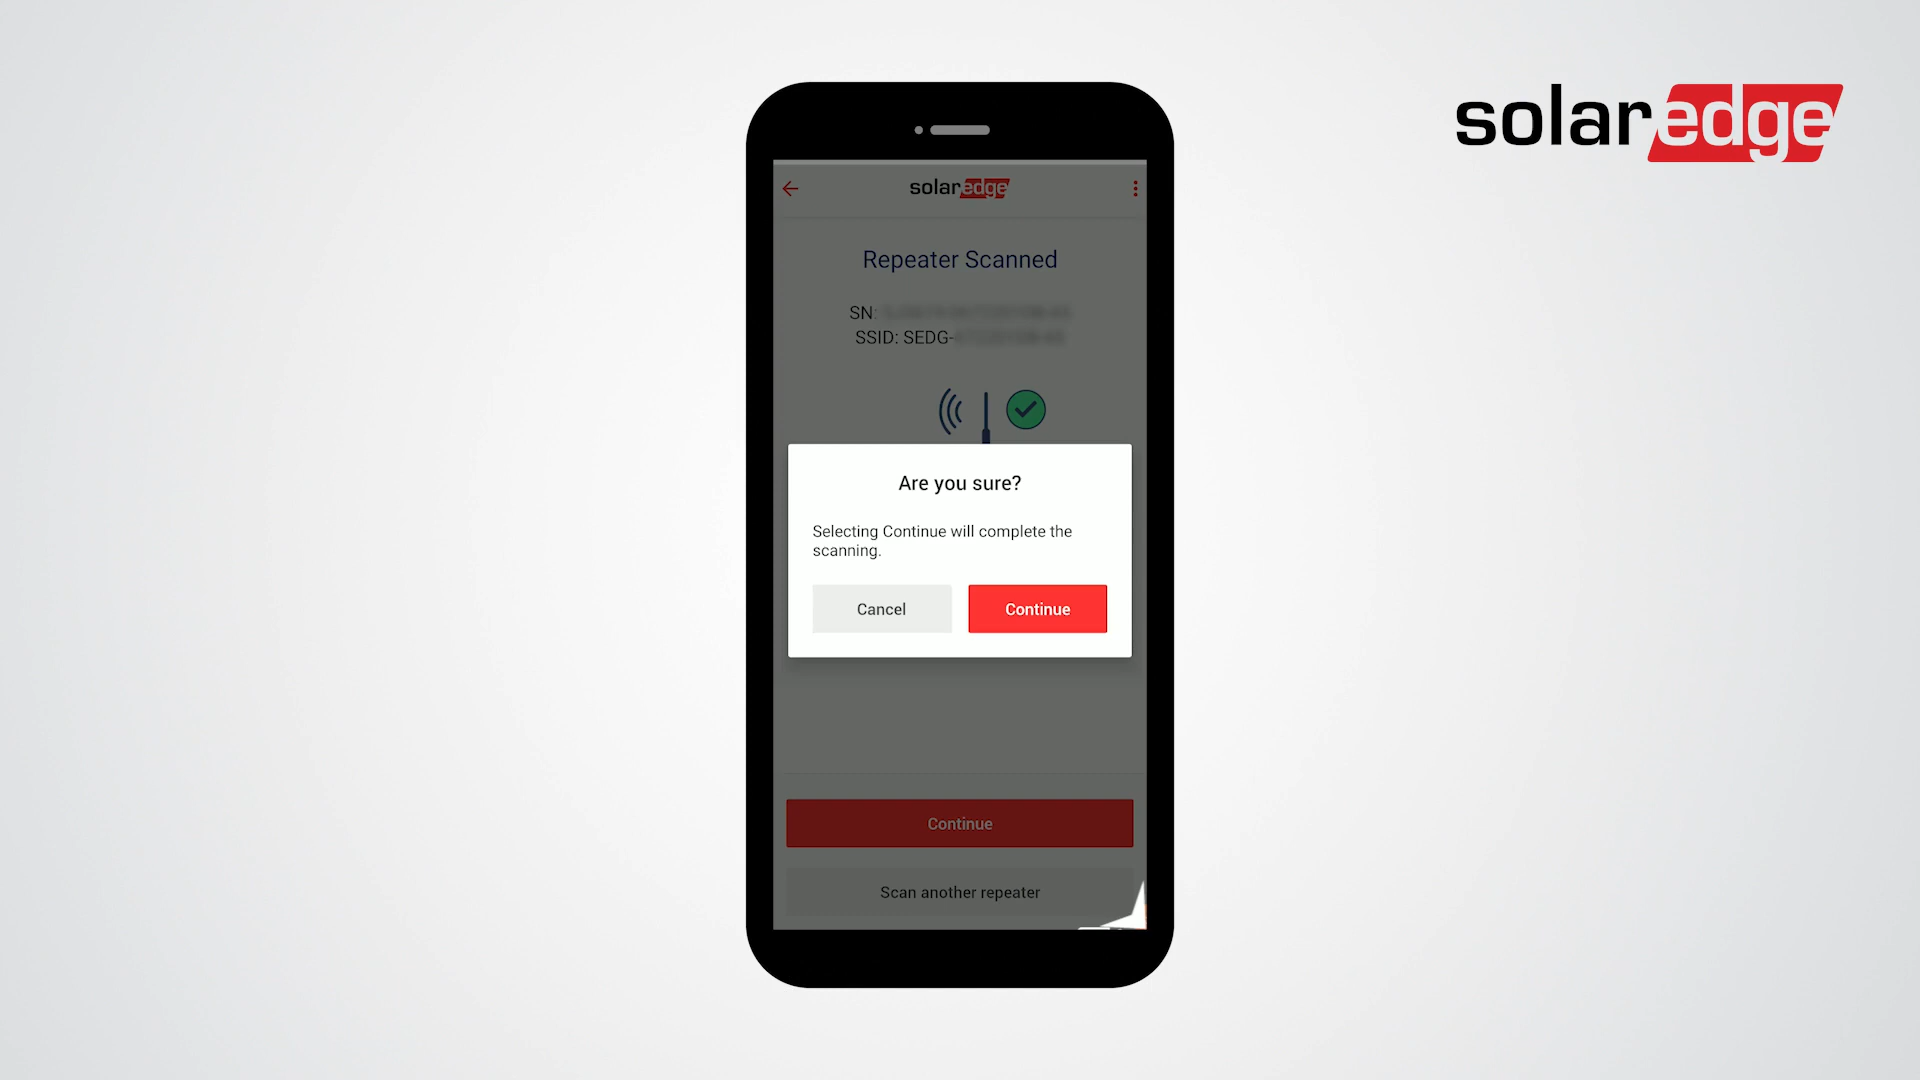 solaredge
solaredge
Repeater Scanned
SN:
SSID: SEDG-
Are you sure?
Selecting Continue will complete the
scanning.
Cancel
Continue
Continue
Scan another repeater